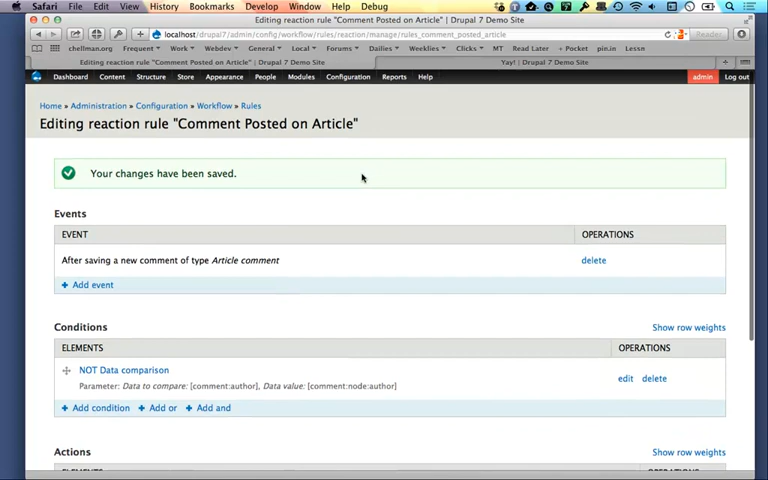 Safari File Edit View History Bookmarks Develop Window Help Debug
Editing reaction rule "Comment Posted on Article" | Drupal 7 Demo Site
localhost/drupal7/admin/config/workflow/rules/reaction/manage/rules_comment_posted_article
Reader
chellman.org Frequent Work Webdev General Local Forums Dailies Weeklies Clicks MT Read Later + Pocket pin.in Lessn
Editing reaction rule "Comment Posted on Article" | Drupal 7 Demo Site Yay! | Drupal 7 Demo Site
Dashboard Content Structure Store Appearance People Modules Configuration Reports Help admin Log out
Home » Administration » Configuration » Workflow » Rules
Editing reaction rule "Comment Posted on Article"
Your changes have been saved.
Events
EVENT OPERATIONS
After saving a new comment of type Article comment delete
+ Add event
Conditions Show row weights
ELEMENTS OPERATIONS
NOT Data comparison
Parameter: Data to compare: [comment:author], Data value: [comment:node:author] edit delete
+ Add condition + Add or + Add and
Actions Show row weights
ELEMENTS OPERATIONS